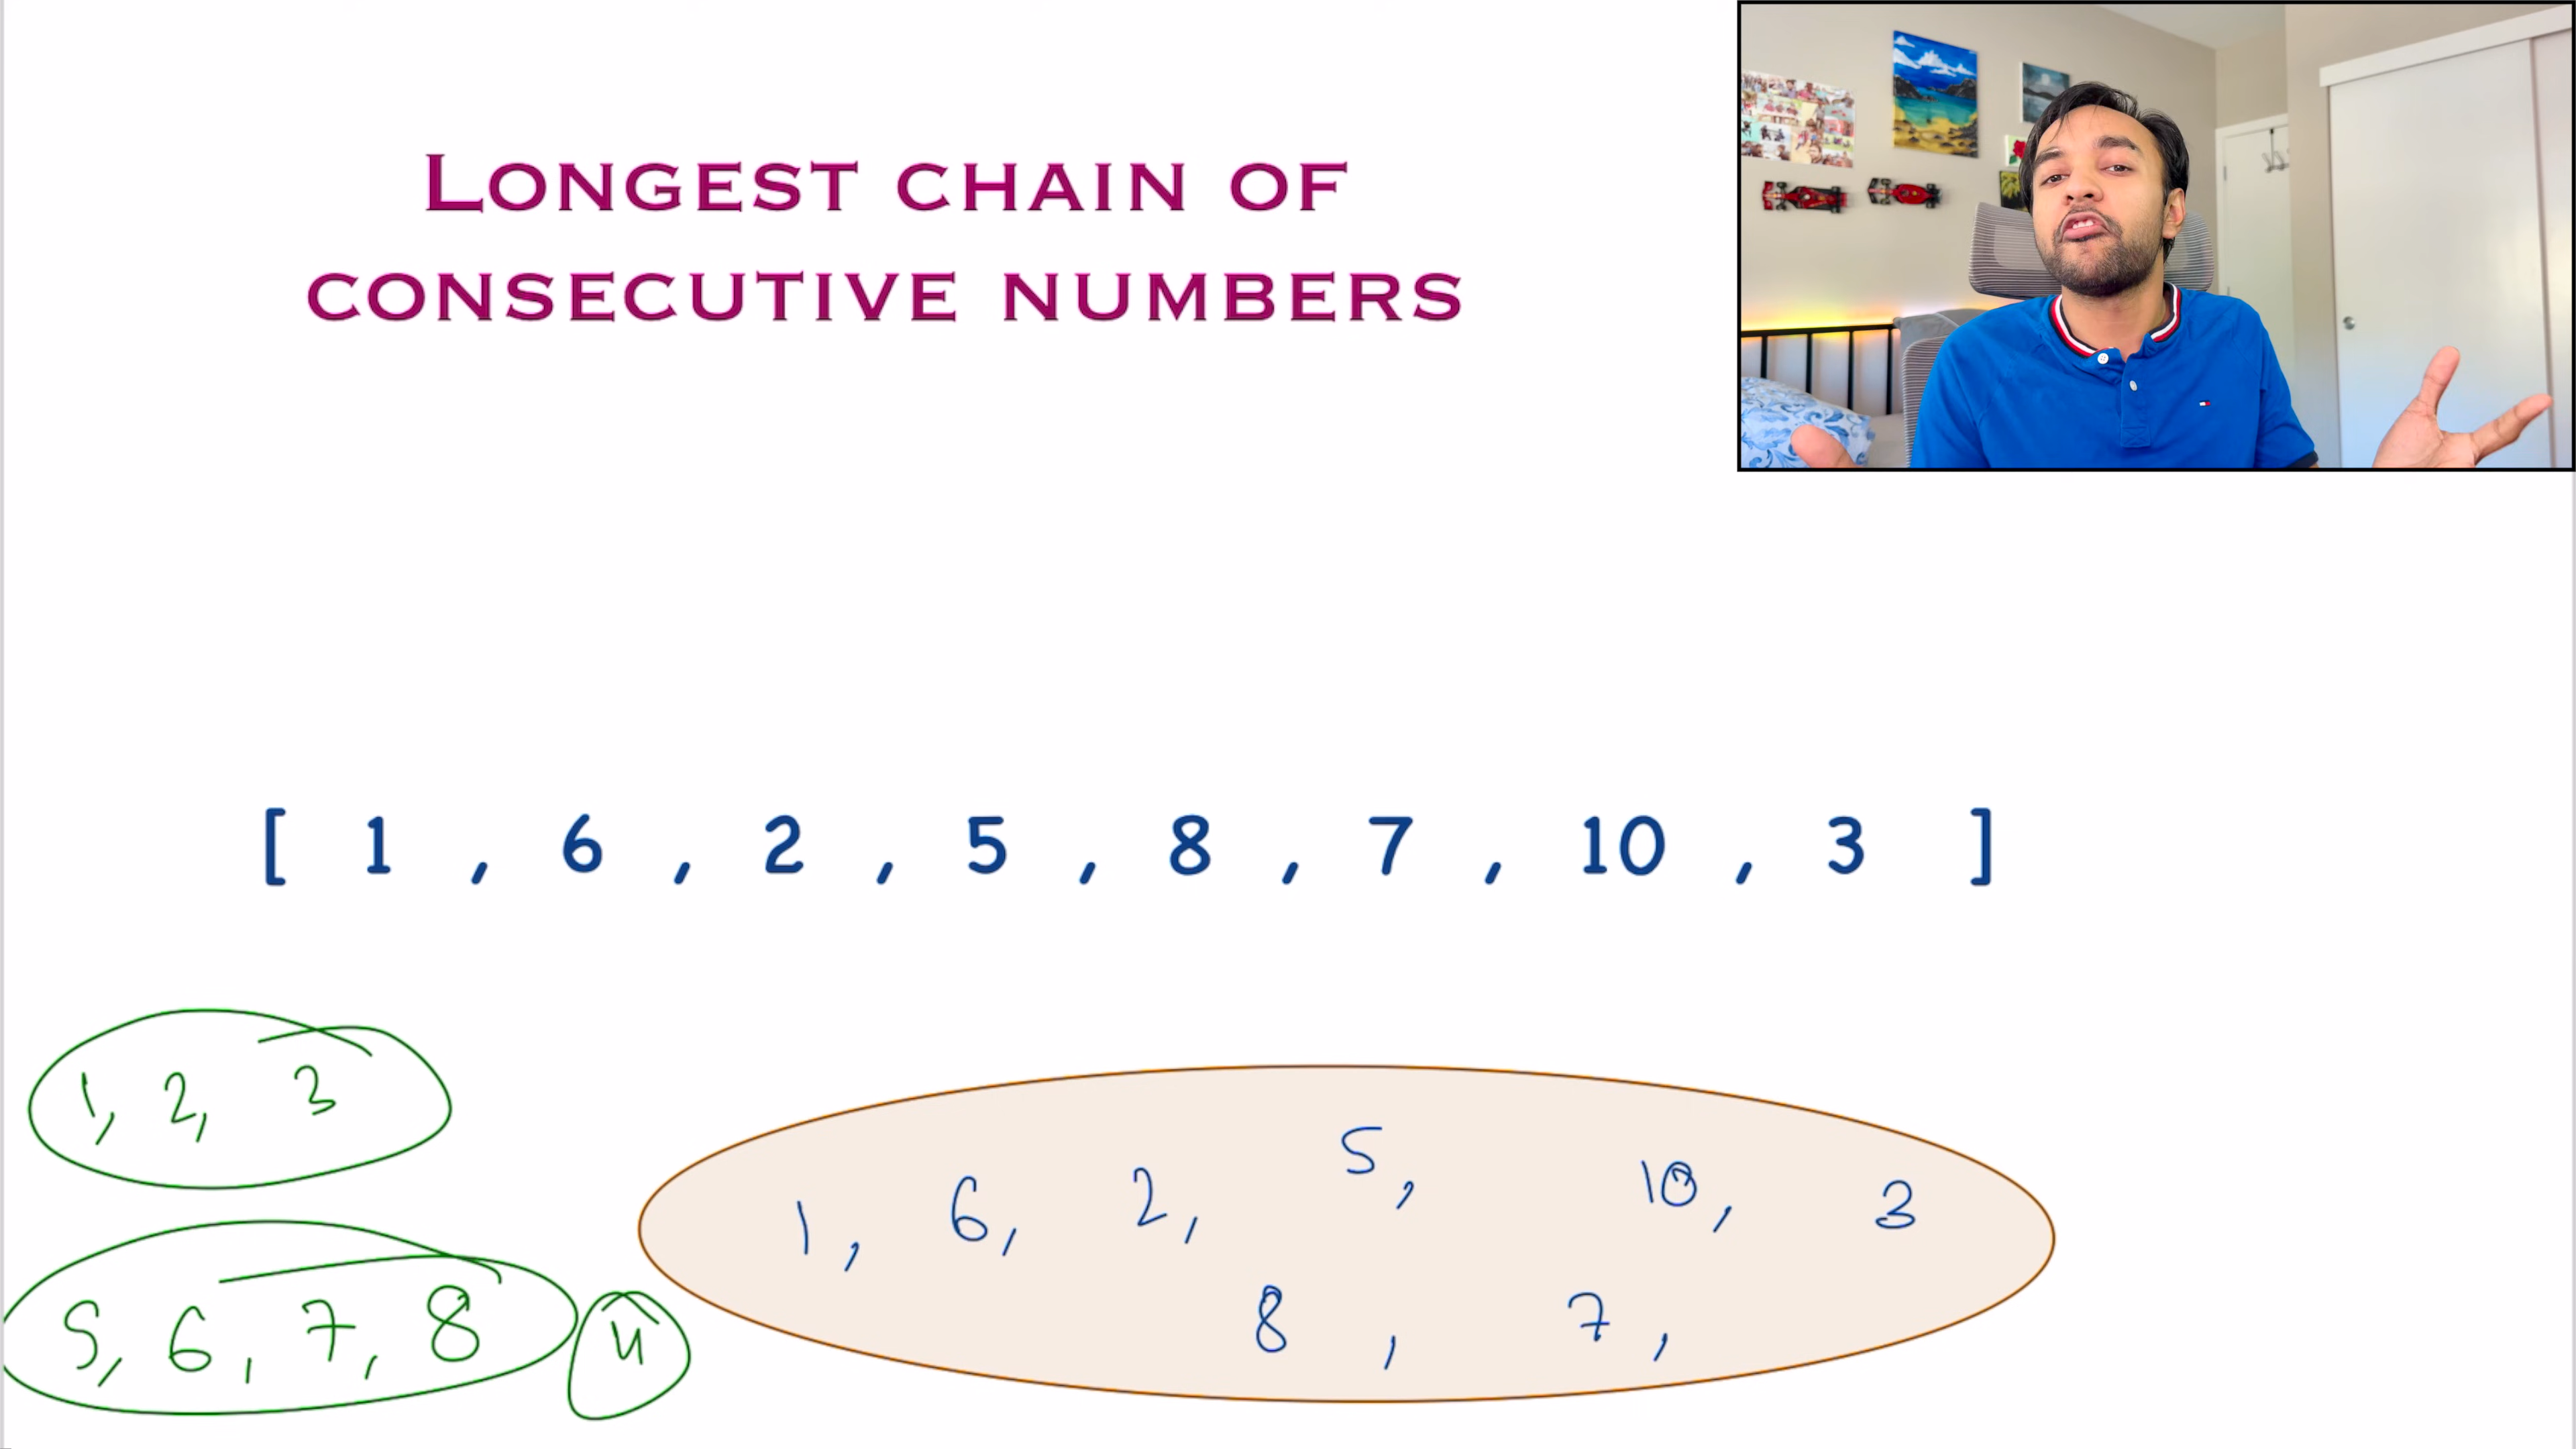 LONGEST CHAIN OF
CONSECUTIVE NUMBERS
[ 1 , 6 , 2 , 5 , 8 , 7 , 10 , 3 ]
1, 2, 3
5, 6, 7, 8
4
1, 6, 2, 5, 10, 3
8, 7,